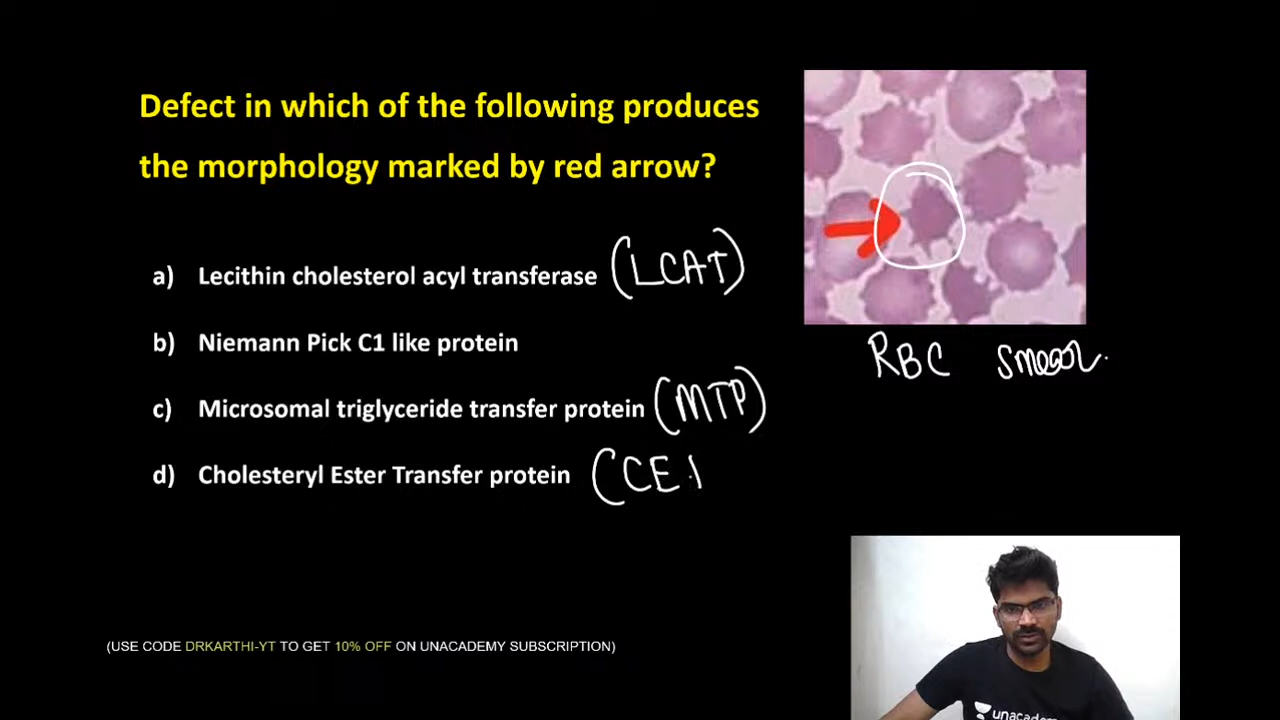 Defect in which of the following produces
the morphology marked by red arrow?
a) Lecithin cholesterol acyl transferase (LCAT)
b) Niemann Pick C1 like protein
c) Microsomal triglyceride transfer protein (MTP)
d) Cholesteryl Ester Transfer protein (CE
RBC Smear.
(USE CODE DRKARTHI-YT TO GET 10% OFF ON UNACADEMY SUBSCRIPTION)
unacademy